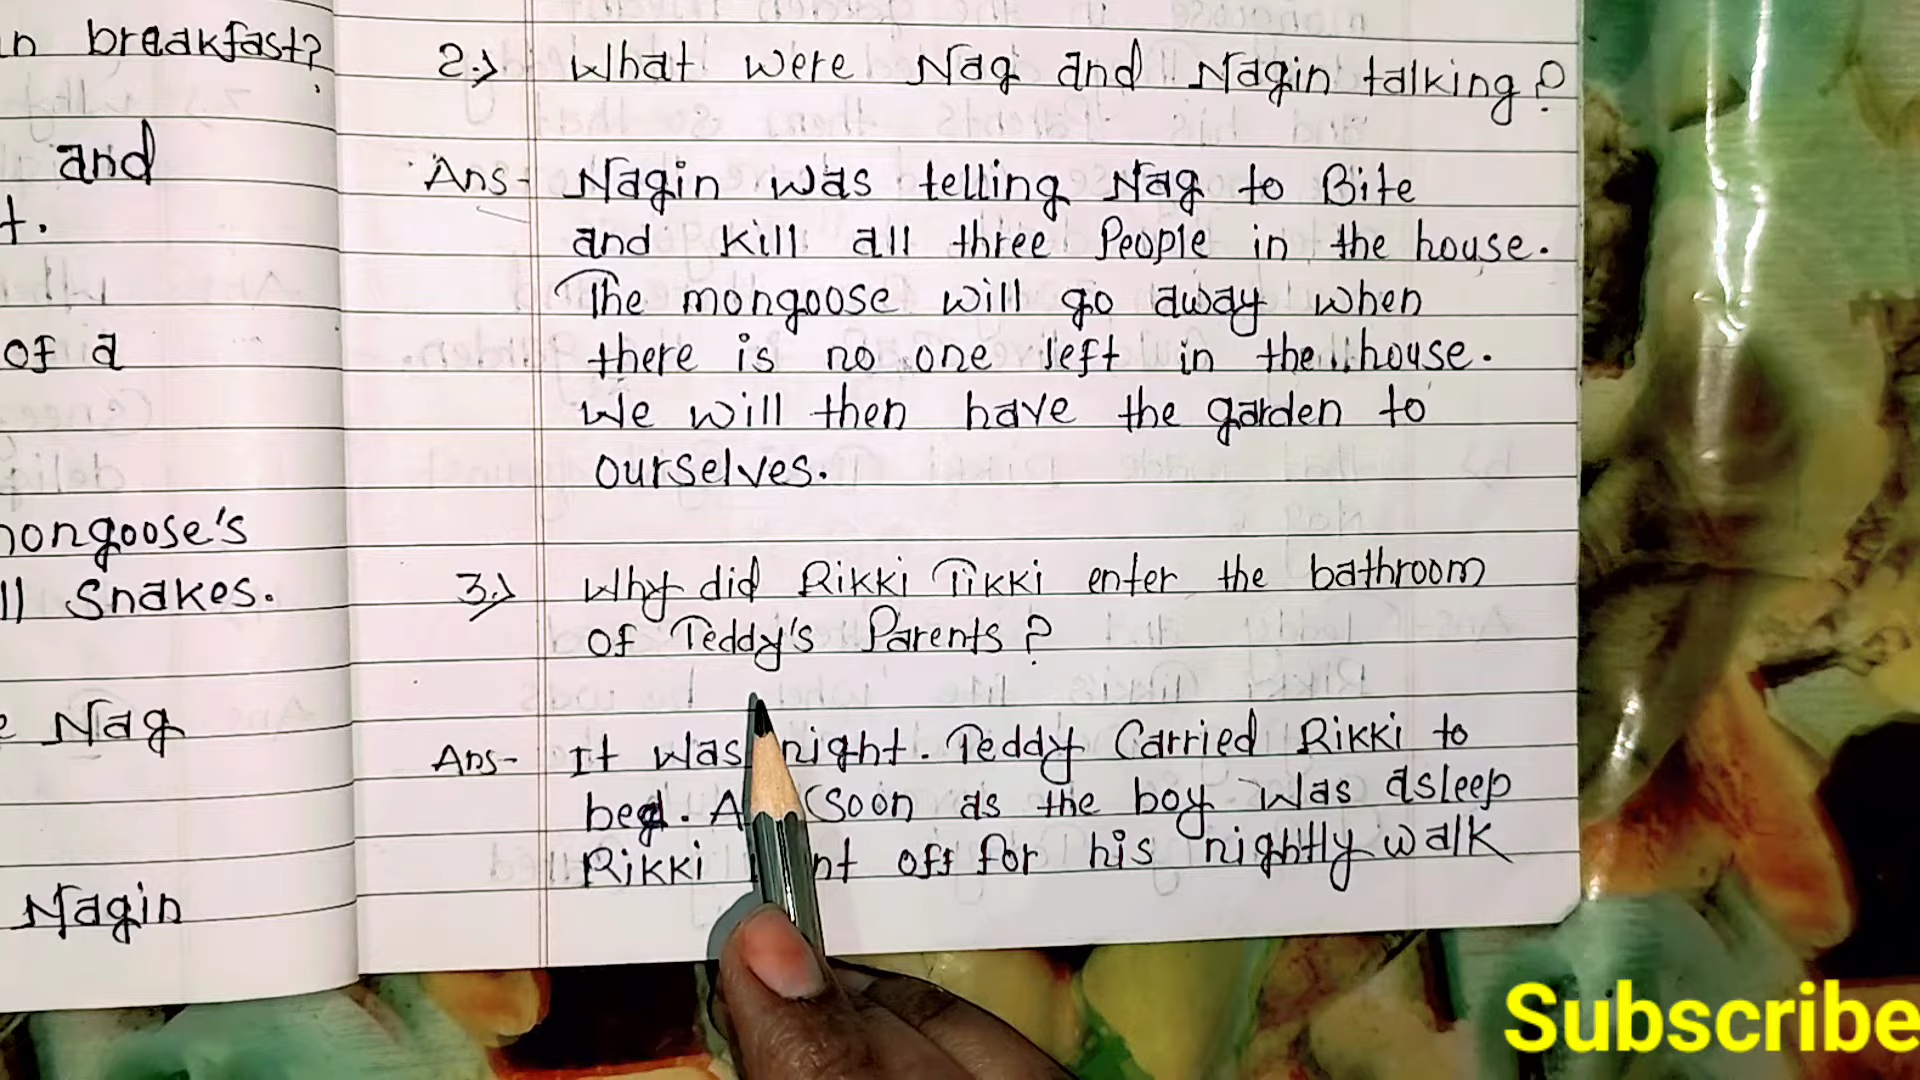 n breakfast?
and
t.
of a
mongoose's
ll Snakes.
e Nag
Nagin
2.) What were Nag and Nagin talking?
Ans- Nagin was telling Nag to Bite
and kill all three People in the house.
The mongoose will go away when
there is no one left in the house.
We will then have the garden to
ourselves.
3.) Why did Rikki Tikki enter the bathroom
of Teddy's Parents?
Ans- It was night. Teddy Carried Rikki to
bed. A soon as the boy was asleep
Rikki nt off for his nightly walk
Subscribe